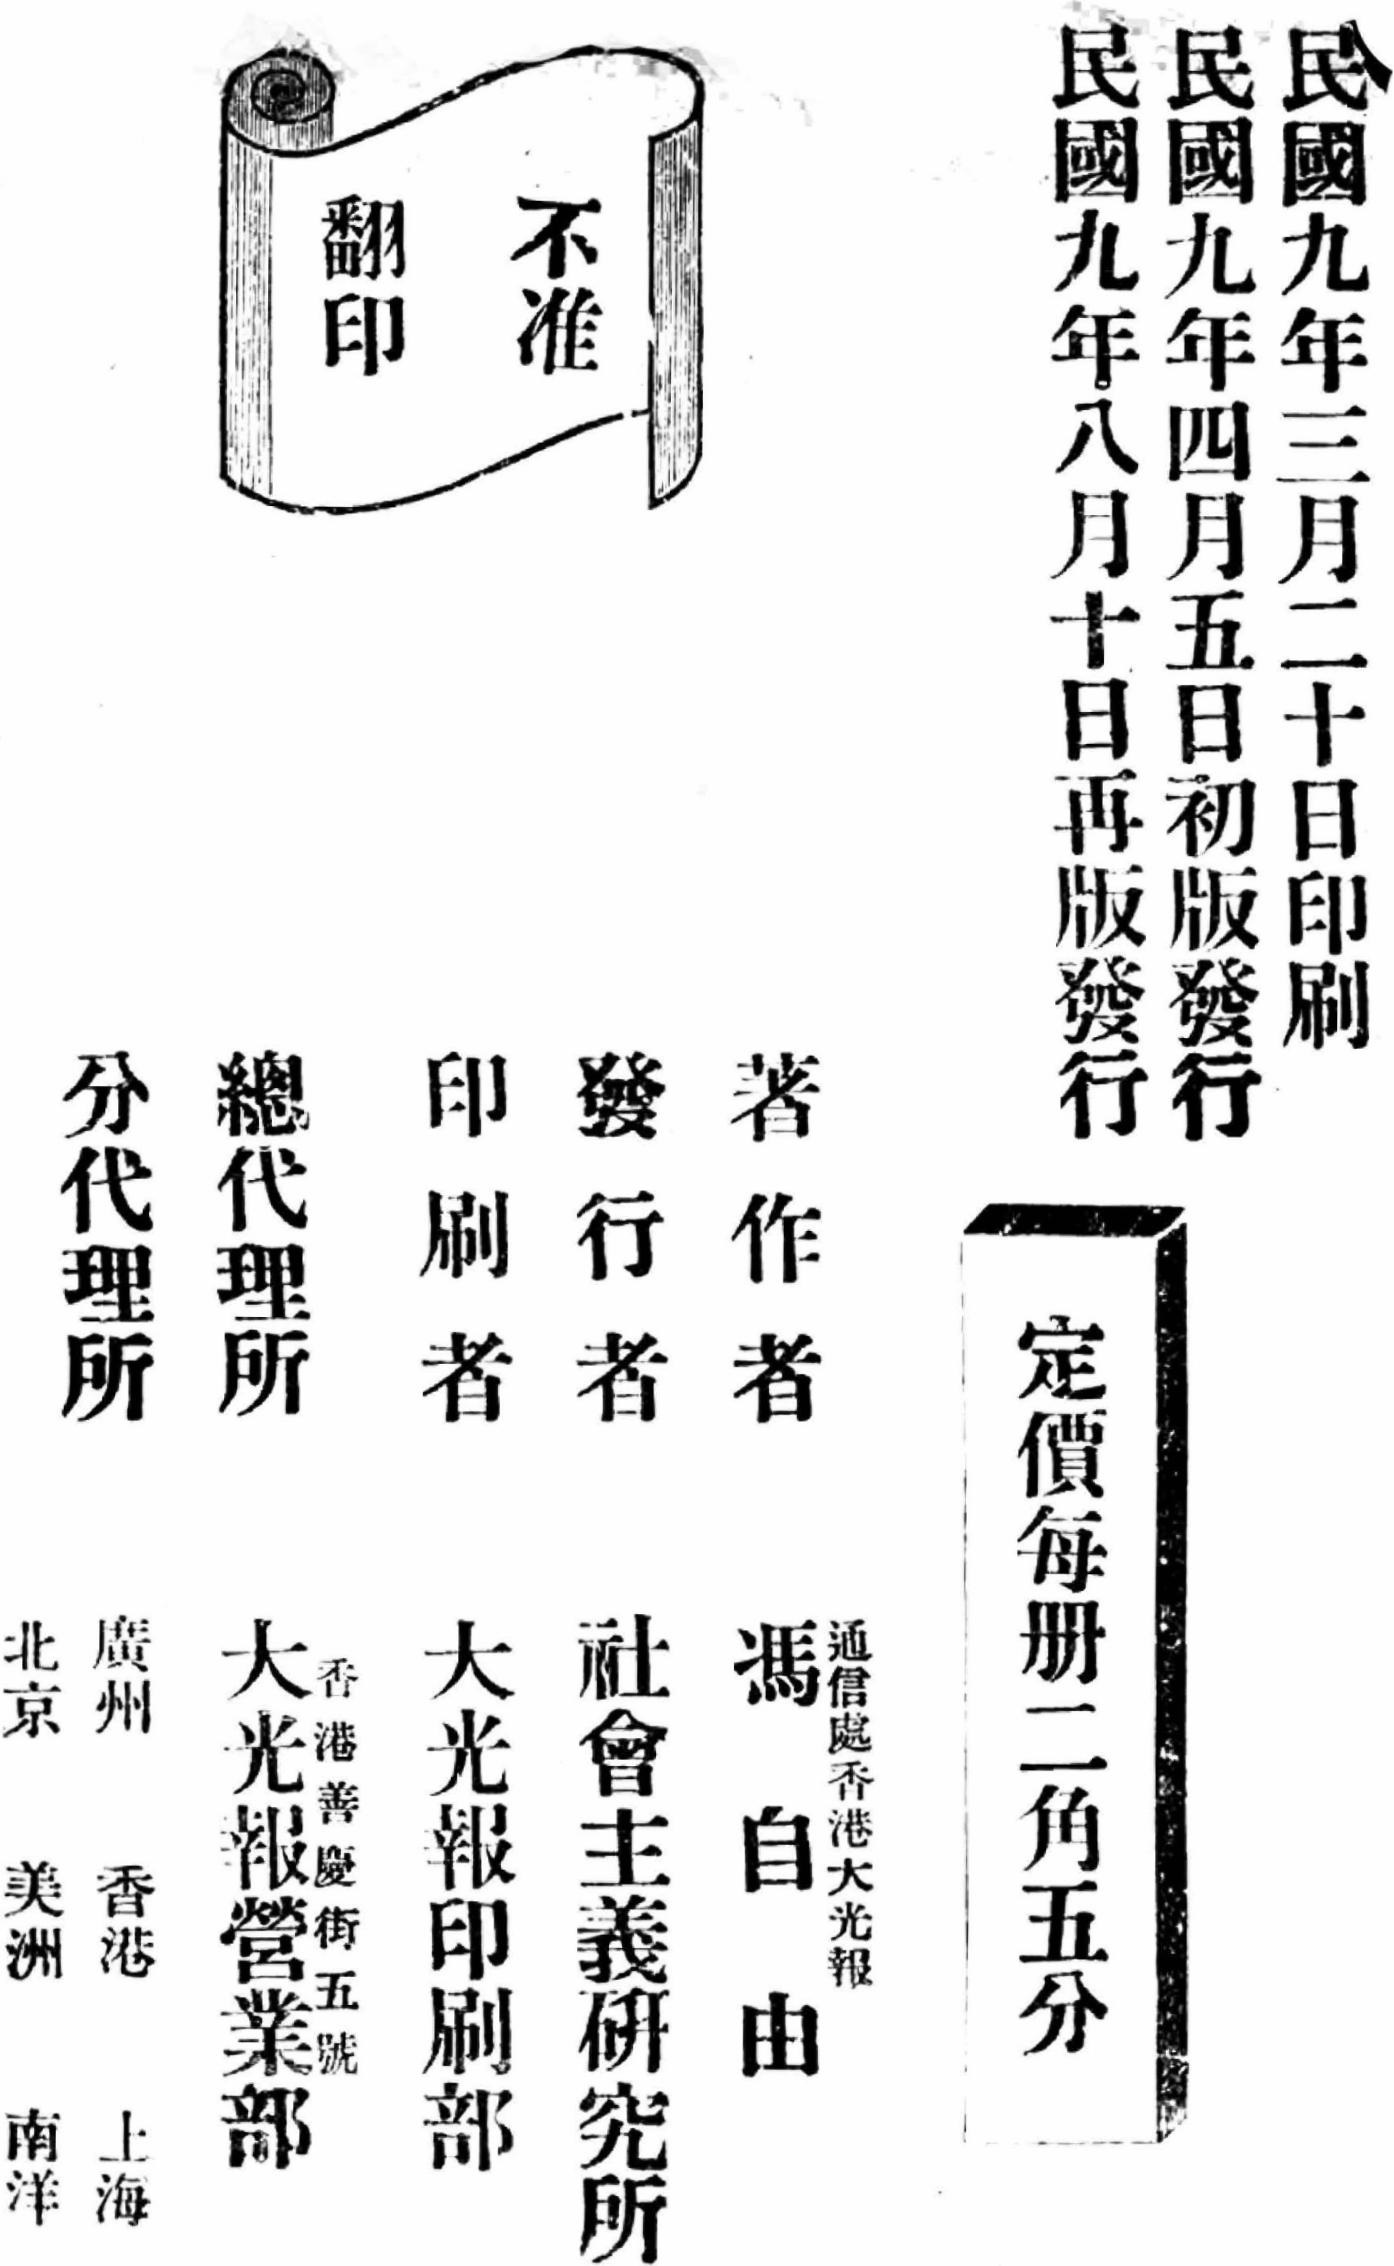 民國九年三月二十日印刷
民國九年四月五日初版發行
民國九年八月十日再版發行
定價每册二角五分
不准
翻印
著作者
通信處香港大光報
馮自由
發行者
社會主義研究所
印刷者
大光報印刷部
總代理所
香港善慶街五號
大光報營業部
分代理所
廣州 香港 上海
北京 美洲 南洋